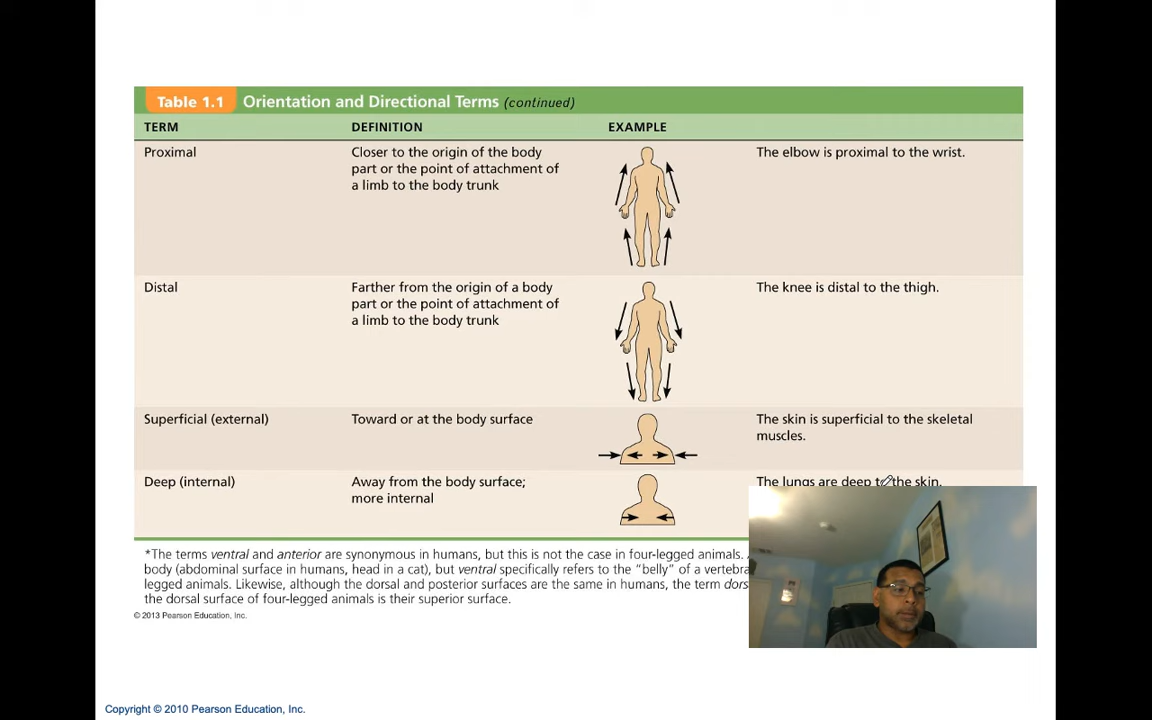 Table 1.1 Orientation and Directional Terms (continued)
TERM DEFINITION EXAMPLE
Proximal
Closer to the origin of the body
part or the point of attachment of
a limb to the body trunk
The elbow is proximal to the wrist.
Distal
Farther from the origin of a body
part or the point of attachment of
a limb to the body trunk
The knee is distal to the thigh.
Superficial (external)
Toward or at the body surface
The skin is superficial to the skeletal
muscles.
Deep (internal)
Away from the body surface;
more internal
The lungs are deep to the skin.
*The terms ventral and anterior are synonymous in humans, but this is not the case in four-legged animals.
body (abdominal surface in humans, head in a cat), but ventral specifically refers to the “belly” of a
legged animals. Likewise, although the dorsal and posterior surfaces are the same in humans, the term
the dorsal surface of four-legged animals is their superior surface.
© 2013 Pearson Education, Inc.
Copyright © 2010 Pearson Education, Inc.